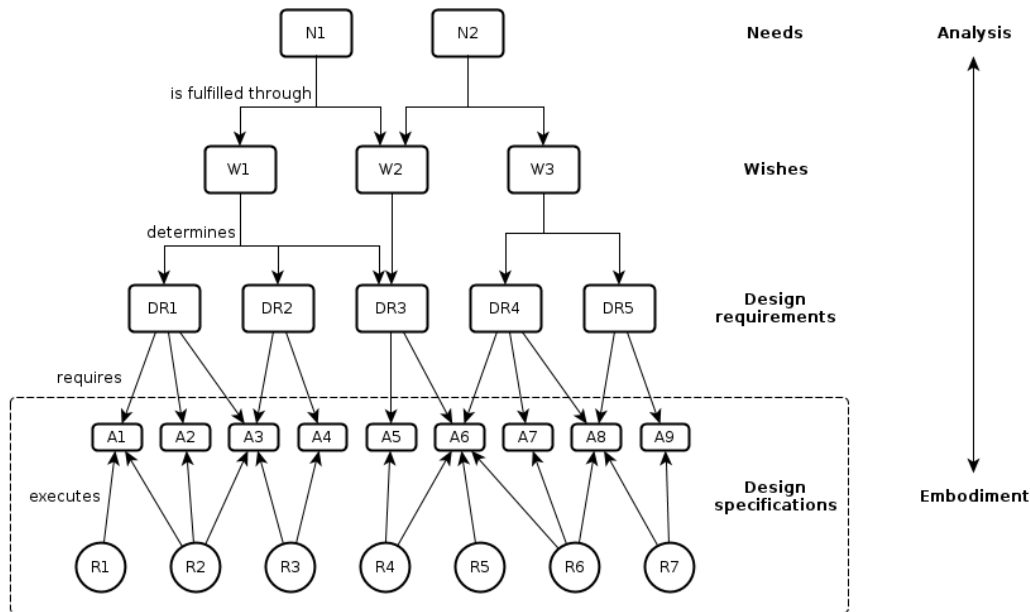 N1
N2
Needs
Analysis
is fulfilled through
W1
W2
W3
Wishes
determines
DR1
DR2
DR3
DR4
DR5
Design
requirements
requires
A1
A2
A3
A4
A5
A6
A7
A8
A9
executes
Design
specifications
Embodiment
R1
R2
R3
R4
R5
R6
R7